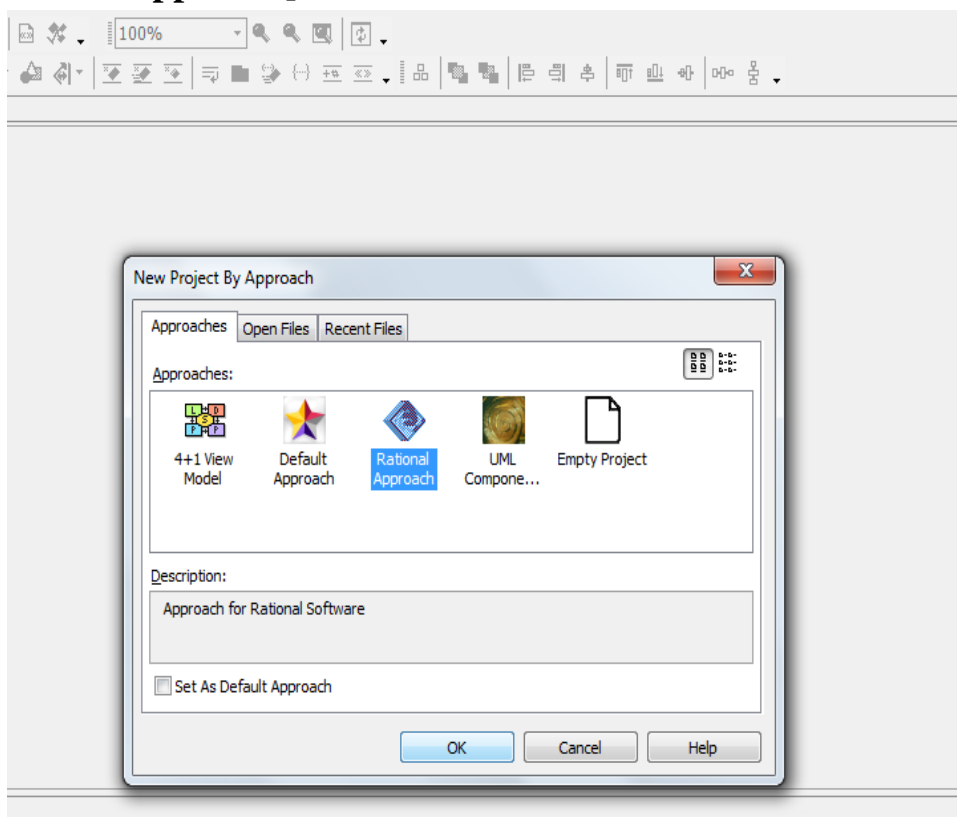 100%
New Project By Approach
Approaches Open Files Recent Files
Approaches:
4+1 View Model
Default Approach
Rational Approach
UML Compone...
Empty Project
Description:
Approach for Rational Software
Set As Default Approach
OK Cancel Help